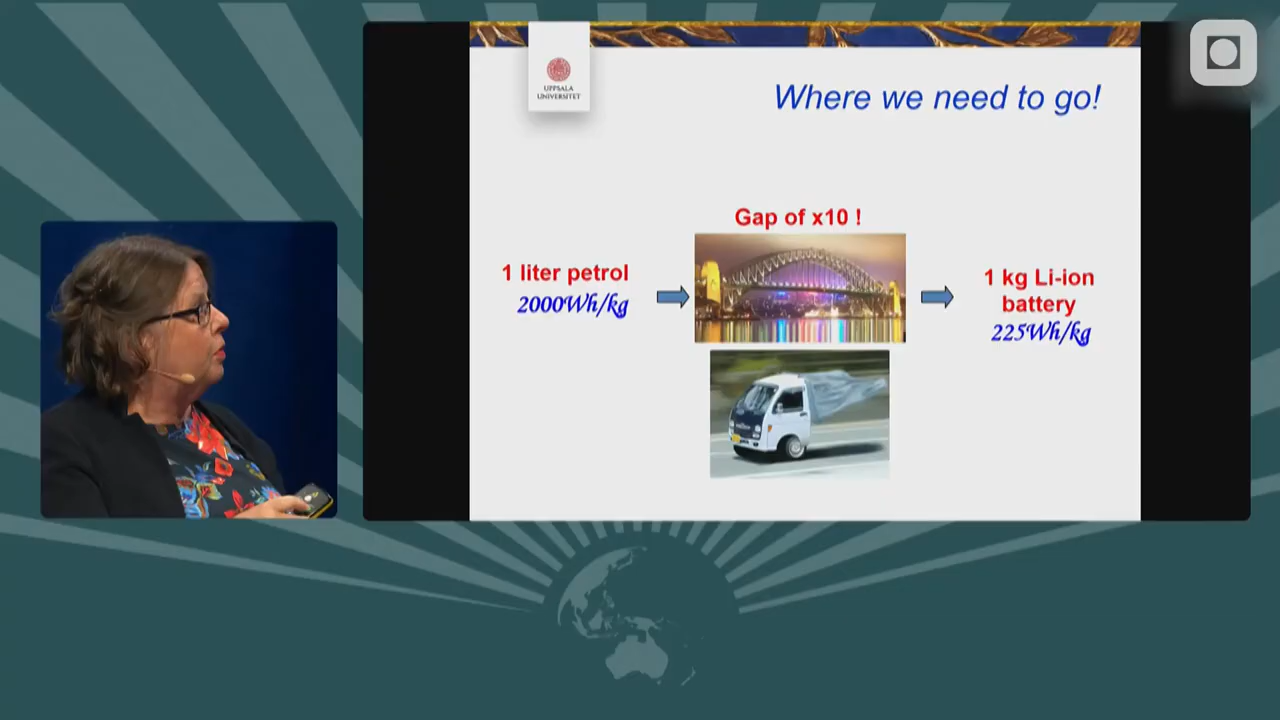 UPPSALA
UNIVERSITET
Where we need to go!
Gap of x10 !
1 liter petrol
2000Wh/kg
1 kg Li-ion
battery
225Wh/kg